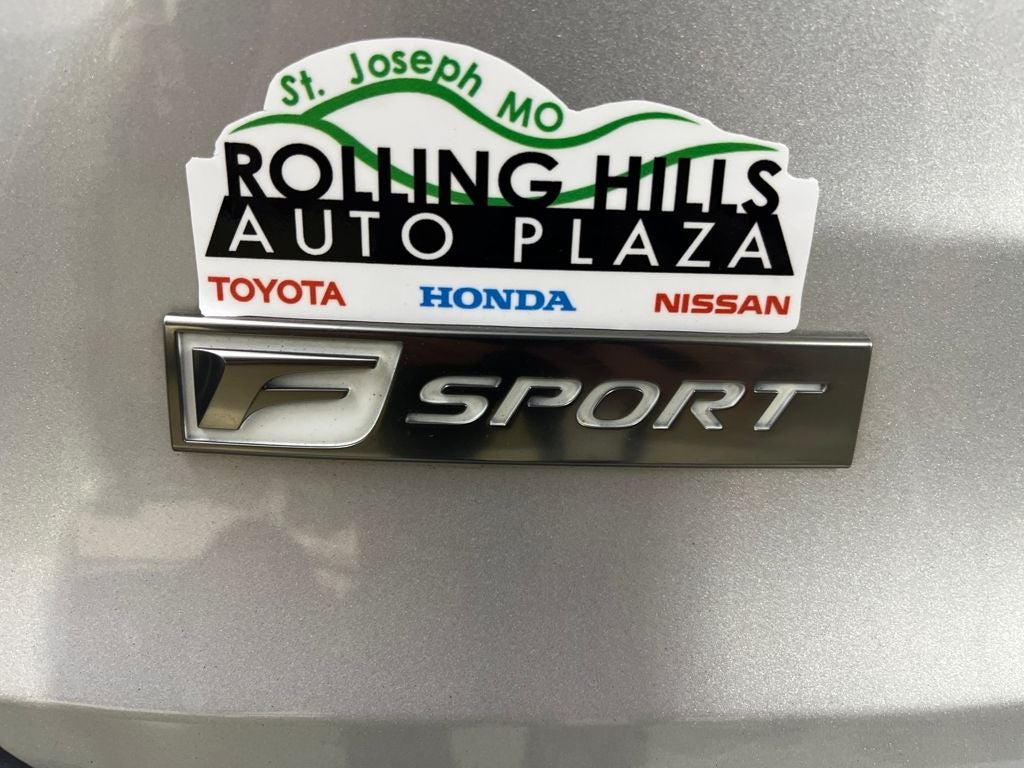 St. Joseph MO
ROLLING HILLS
AUTO PLAZA
TOYOTA HONDA NISSAN
F SPORT